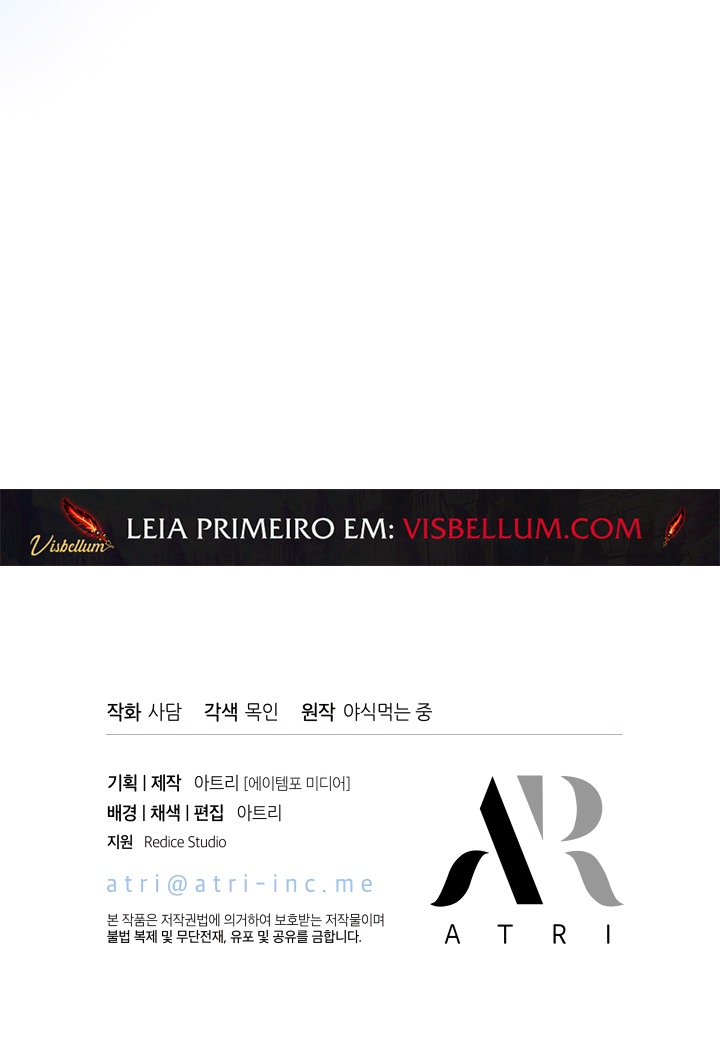 Visbellum
LEIA PRIMEIRO EM: VISBELLUM.COM
작화 사담 각색 목인 원작 야식먹는 중
기획 | 제작 아트리 [에이템포 미디어]
배경 | 채색 | 편집 아트리
지원 Redice Studio
atri@atri-inc.me
본 작품은 저작권법에 의거하여 보호받는 저작물이며
불법 복제 및 무단전재, 유포 및 공유를 금합니다.
AR
ATRI